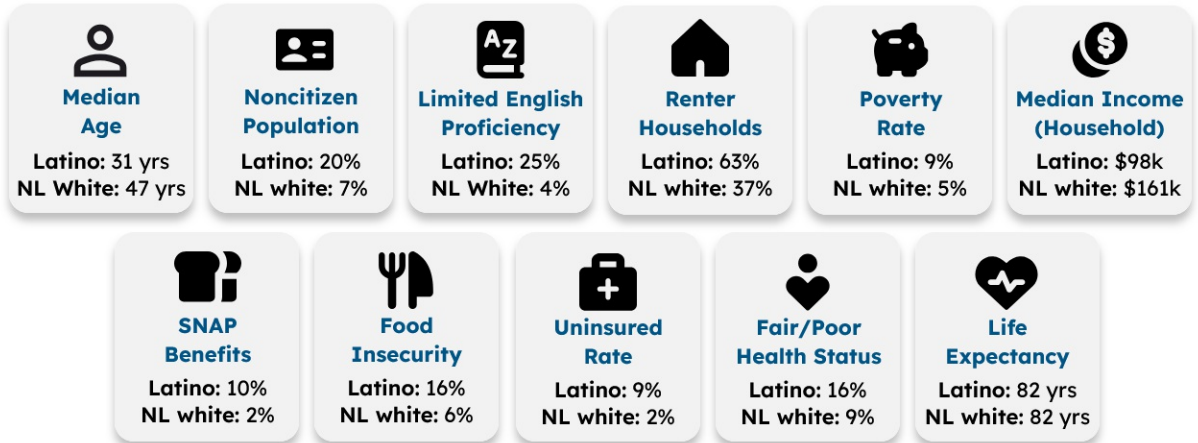 Median
Age
Latino: 31 yrs
NL White: 47 yrs
Noncitizen
Population
Latino: 20%
NL white: 7%
A Z
Limited English
Proficiency
Latino: 25%
NL White: 4%
Renter
Households
Latino: 63%
NL white: 37%
Poverty
Rate
Latino: 9%
NL white: 5%
$
Median Income
(Household)
Latino: $98k
NL white: $161k
SNAP
Benefits
Latino: 10%
NL white: 2%
Food
Insecurity
Latino: 16%
NL white: 6%
Uninsured
Rate
Latino: 9%
NL white: 2%
Fair/Poor
Health Status
Latino: 16%
NL white: 9%
Life
Expectancy
Latino: 82 yrs
NL white: 82 yrs